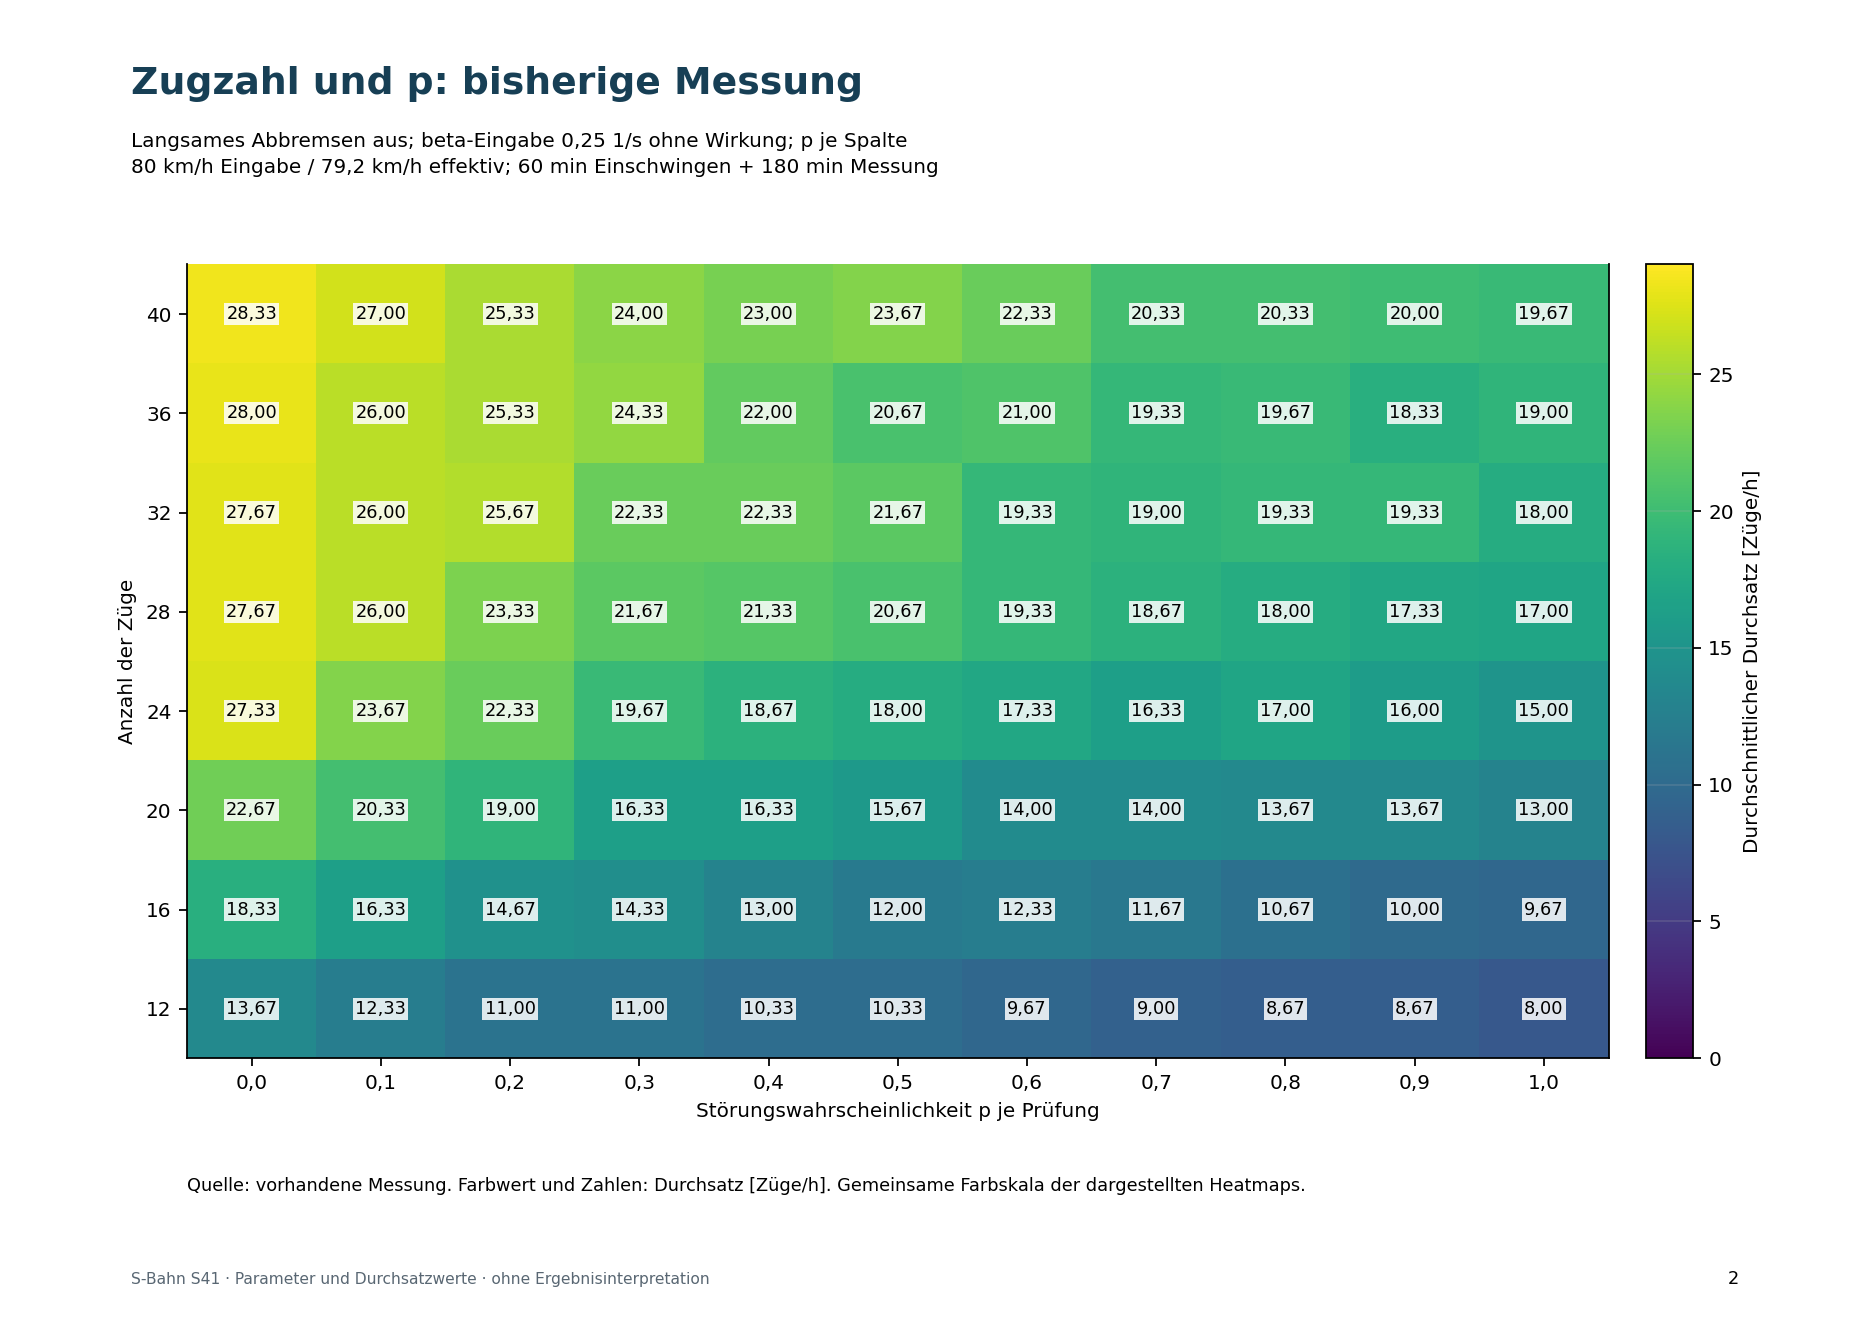 Zugzahl und p: bisherige Messung
Langsames Abbremsen aus; beta-Eingabe 0,25 1/s ohne Wirkung; p je Spalte
80 km/h Eingabe / 79,2 km/h effektiv; 60 min Einschwingen + 180 min Messung
Anzahl der Züge
40 28,33 27,00 25,33 24,00 23,00 23,67 22,33 20,33 20,33 20,00 19,67
36 28,00 26,00 25,33 24,33 22,00 20,67 21,00 19,33 19,67 18,33 19,00
32 27,67 26,00 25,67 22,33 22,33 21,67 19,33 19,00 19,33 19,33 18,00
28 27,67 26,00 23,33 21,67 21,33 20,67 19,33 18,67 18,00 17,33 17,00
24 27,33 23,67 22,33 19,67 18,67 18,00 17,33 16,33 17,00 16,00 15,00
20 22,67 20,33 19,00 16,33 16,33 15,67 14,00 14,00 13,67 13,67 13,00
16 18,33 16,33 14,67 14,33 13,00 12,00 12,33 11,67 10,67 10,00 9,67
12 13,67 12,33 11,00 11,00 10,33 10,33 9,67 9,00 8,67 8,67 8,00
0,0 0,1 0,2 0,3 0,4 0,5 0,6 0,7 0,8 0,9 1,0
Störungswahrscheinlichkeit p je Prüfung
25
20
15
10
5
0
Durchschnittlicher Durchsatz [Züge/h]
Quelle: vorhandene Messung. Farbwert und Zahlen: Durchsatz [Züge/h]. Gemeinsame Farbskala der dargestellten Heatmaps.
S-Bahn S41 · Parameter und Durchsatzwerte · ohne Ergebnisinterpretation
2